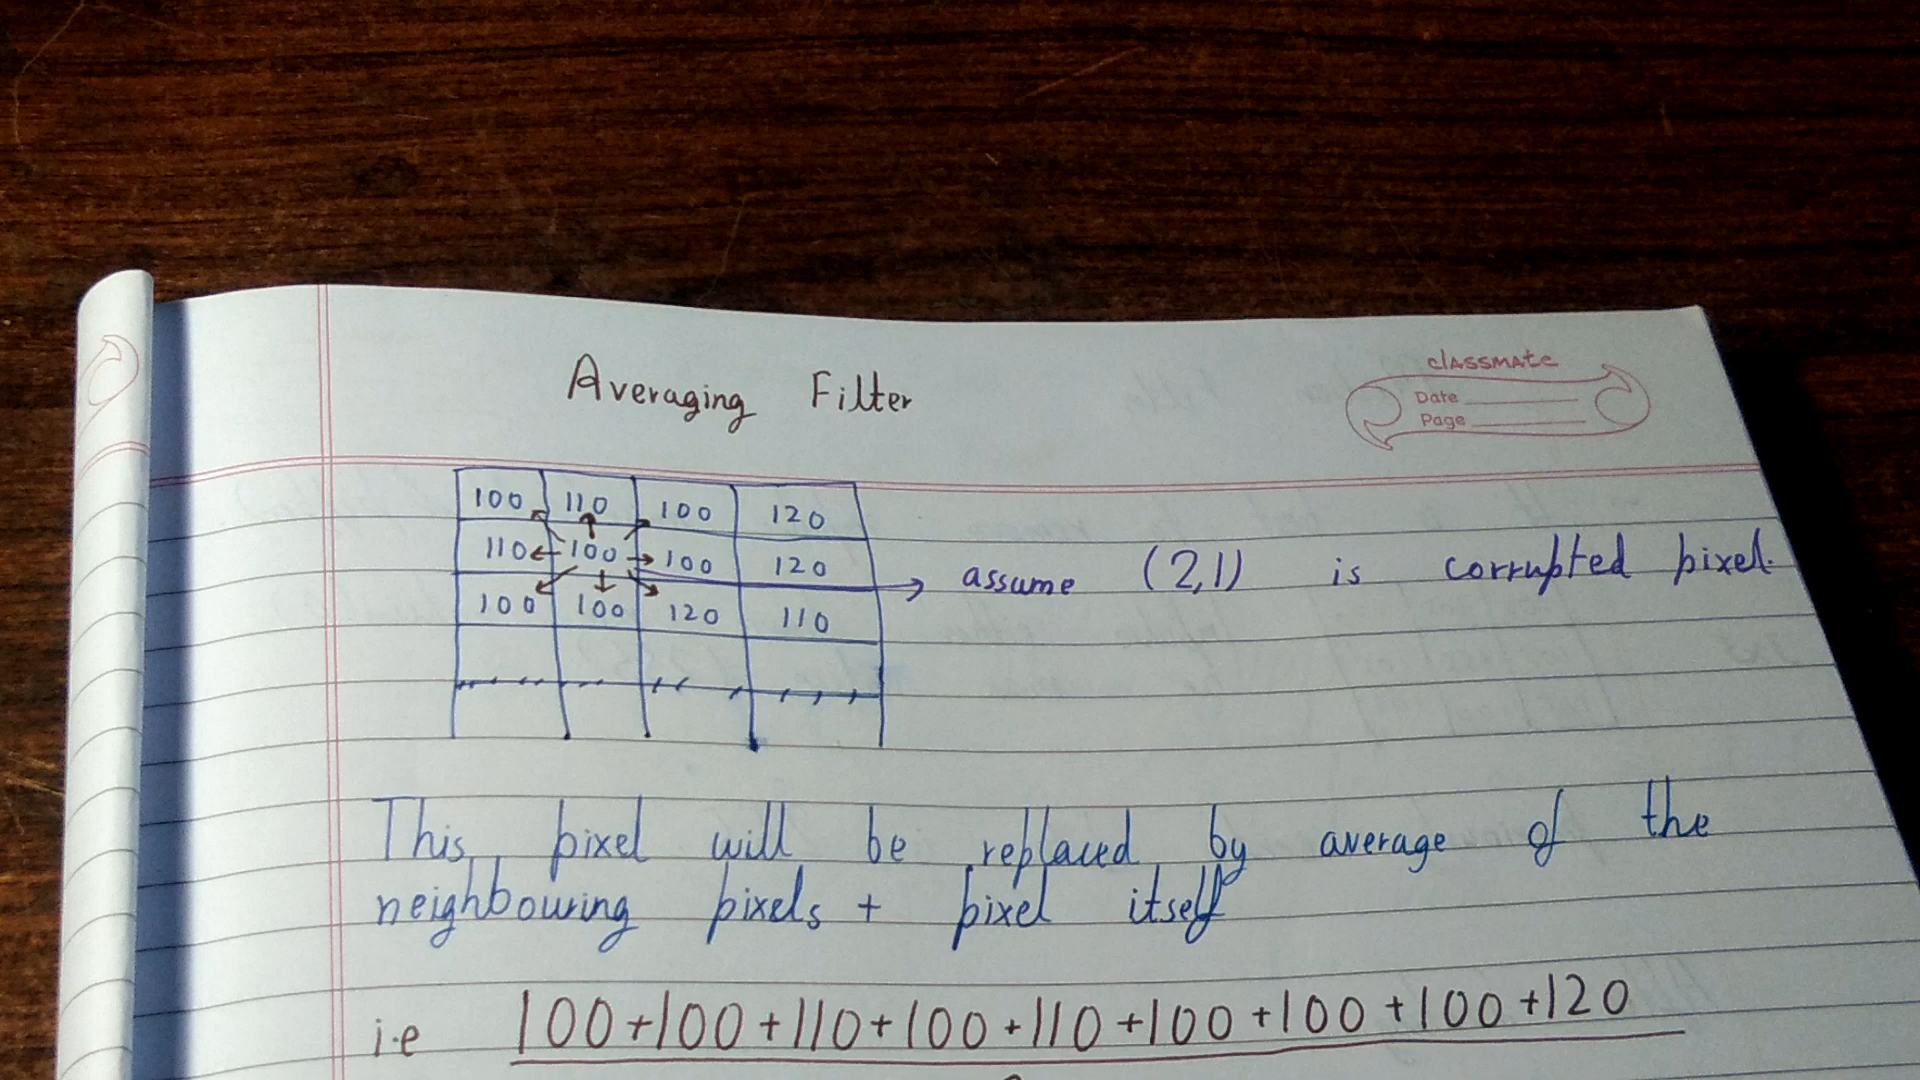 classmate
Date
Page
Averaging Filter
100 110 100 120
110 100 100 120
100 100 120 110
assume (2,1) is corrupted pixel.
This pixel will be replaced by average of the
neighbouring pixels + pixel itself
i.e 100+100+110+100+110+100+100+100+120